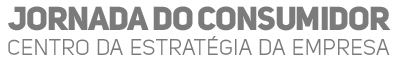 JORNADA DO CONSUMIDOR
CENTRO DA ESTRATÉGIA DA EMPRESA